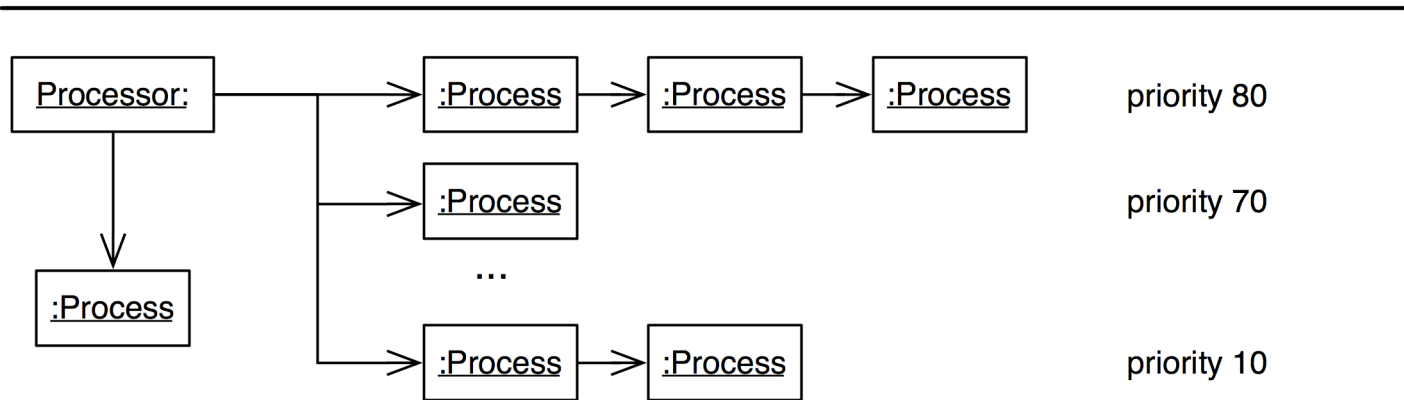 Processor: :Process :Process :Process priority 80
:Process priority 70
...
:Process
:Process :Process priority 10